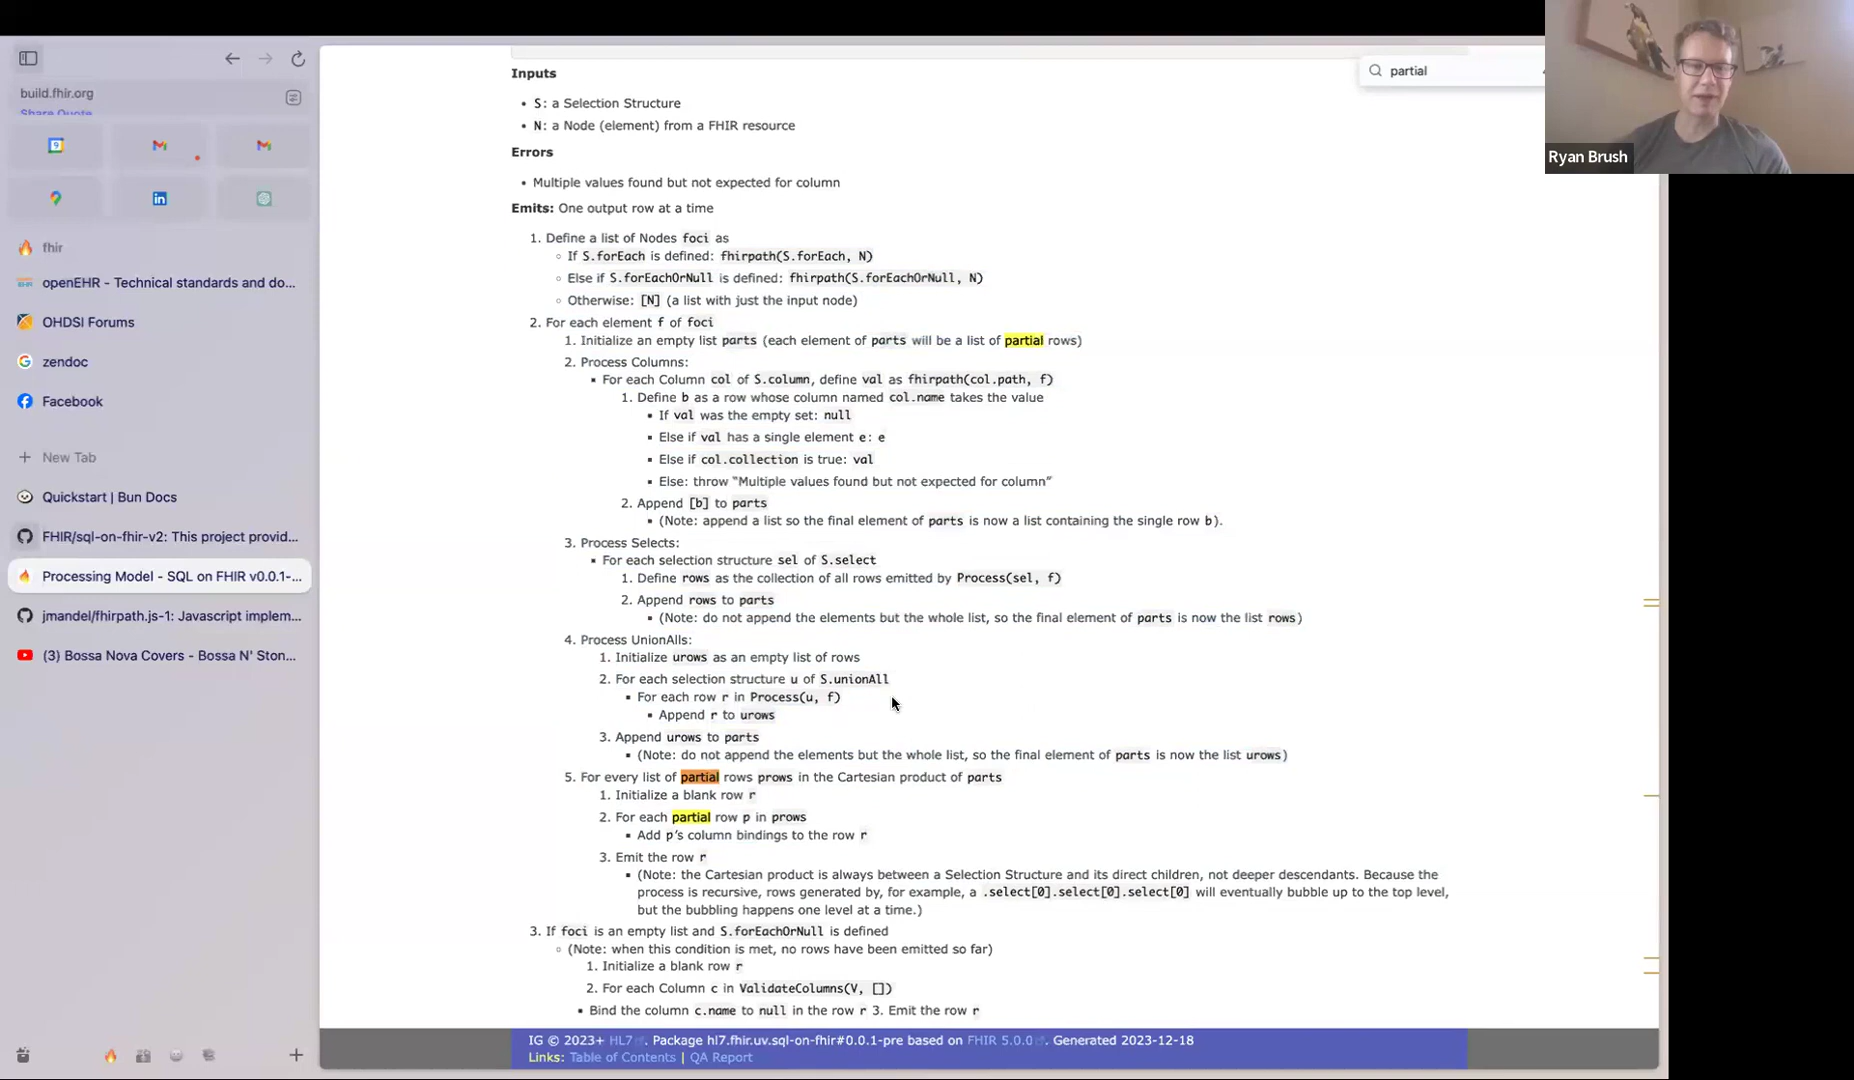 build.fhir.org
Share Quote
fhir
openEHR - Technical standards and do...
OHDSI Forums
zendoc
Facebook
New Tab
Quickstart | Bun Docs
FHIR/sql-on-fhir-v2: This project provid...
Processing Model - SQL on FHIR v0.0.1-...
jmandel/fhirpath.js-1: Javascript implem...
(3) Bossa Nova Covers - Bossa N' Ston...
partial
Ryan Brush
Inputs
• S: a Selection Structure
• N: a Node (element) from a FHIR resource
Errors
• Multiple values found but not expected for column
Emits: One output row at a time
1. Define a list of Nodes foci as
◦ If S.forEach is defined: fhirpath(S.forEach, N)
◦ Else if S.forEachOrNull is defined: fhirpath(S.forEachOrNull, N)
◦ Otherwise: [N] (a list with just the input node)
2. For each element f of foci
1. Initialize an empty list parts (each element of parts will be a list of partial rows)
2. Process Columns:
▪ For each Column col of S.column, define val as fhirpath(col.path, f)
1. Define b as a row whose column named col.name takes the value
▪ If val was the empty set: null
▪ Else if val has a single element e: e
▪ Else if col.collection is true: val
▪ Else: throw “Multiple values found but not expected for column”
2. Append [b] to parts
▪ (Note: append a list so the final element of parts is now a list containing the single row b).
3. Process Selects:
▪ For each selection structure sel of S.select
1. Define rows as the collection of all rows emitted by Process(sel, f)
2. Append rows to parts
▪ (Note: do not append the elements but the whole list, so the final element of parts is now the list rows)
4. Process UnionAlls:
1. Initialize urows as an empty list of rows
2. For each selection structure u of S.unionAll
▪ For each row r in Process(u, f)
▪ Append r to urows
3. Append urows to parts
▪ (Note: do not append the elements but the whole list, so the final element of parts is now the list urows)
5. For every list of partial rows prows in the Cartesian product of parts
1. Initialize a blank row r
2. For each partial row p in prows
▪ Add p’s column bindings to the row r
3. Emit the row r
▪ (Note: the Cartesian product is always between a Selection Structure and its direct children, not deeper descendants. Because the
process is recursive, rows generated by, for example, a .select[0].select[0].select[0] will eventually bubble up to the top level,
but the bubbling happens one level at a time.)
3. If foci is an empty list and S.forEachOrNull is defined
◦ (Note: when this condition is met, no rows have been emitted so far)
1. Initialize a blank row r
2. For each Column c in ValidateColumns(V, [])
▪ Bind the column c.name to null in the row r 3. Emit the row r
IG © 2023+ HL7. Package hl7.fhir.uv.sql-on-fhir#0.0.1-pre based on FHIR 5.0.0. Generated 2023-12-18
Links: Table of Contents | QA Report